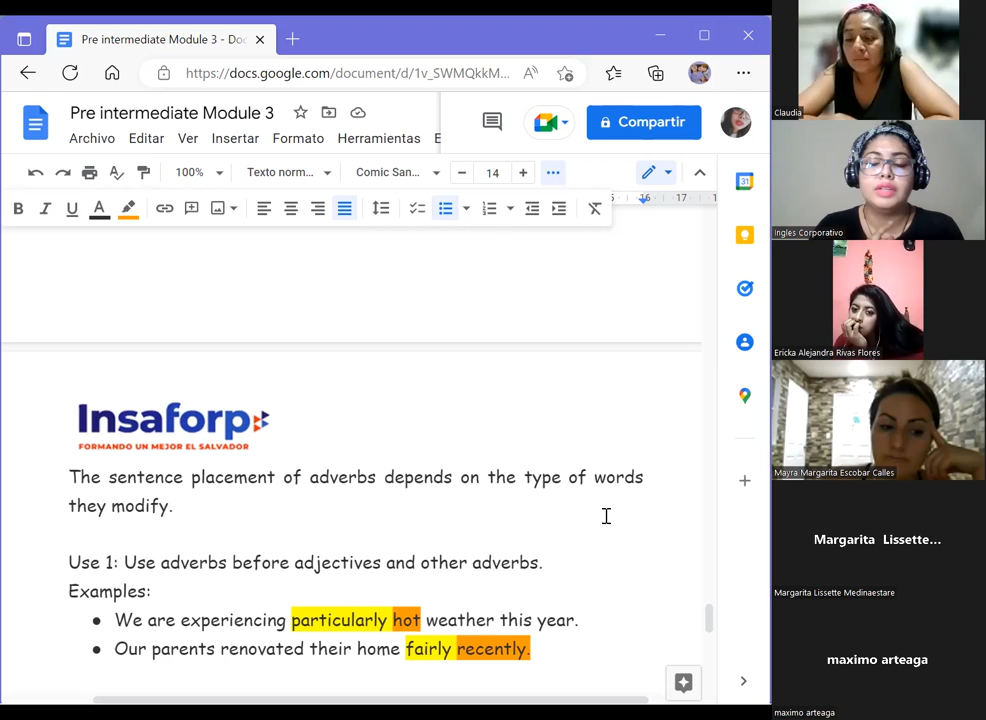 Pre intermediate Module 3 - Doc
https://docs.google.com/document/d/1v_SWMQkkM...
Pre intermediate Module 3
Compartir
Archivo Editar Ver Insertar Formato Herramientas E
100% Texto norm... Comic San... 14
16 17
Insaforp
FORMANDO UN MEJOR EL SALVADOR
The sentence placement of adverbs depends on the type of words
they modify.
Use 1: Use adverbs before adjectives and other adverbs.
Examples:
We are experiencing particularly hot weather this year.
Our parents renovated their home fairly recently.
Claudia
Ingles Corporativo
Ericka Alejandra Rivas Flores
Mayra Margarita Escobar Calles
Margarita Lissette...
Margarita Lissette Medinaestare
maximo arteaga
maximo arteaga